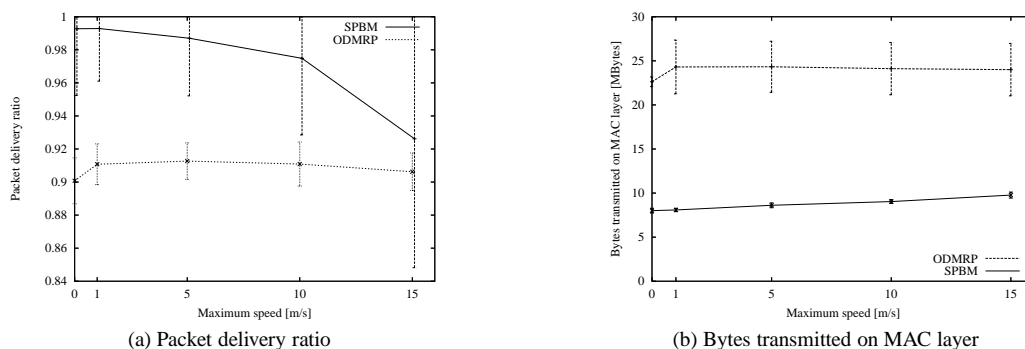 1
0.98
0.96
0.94
0.92
0.9
0.88
0.86
0.84
0 1 5 10 15
Packet delivery ratio
Maximum speed [m/s]
SPBM
ODMRP
(a) Packet delivery ratio
30
25
20
15
10
5
0
0 1 5 10 15
Bytes transmitted on MAC layer [MBytes]
Maximum speed [m/s]
ODMRP
SPBM
(b) Bytes transmitted on MAC layer